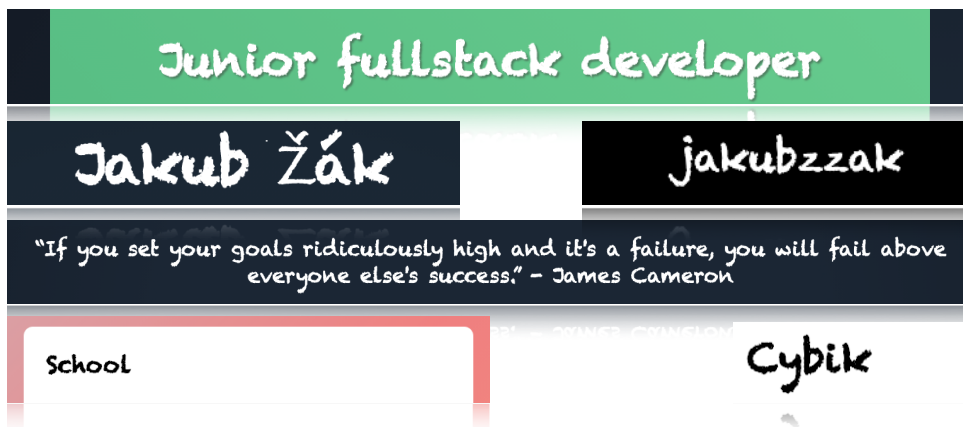 Junior fullstack developer
Jakub Žák
jakubzzak
“If you set your goals ridiculously high and it's a failure, you will fail above
everyone else's success.” - James Cameron
School
Cybik